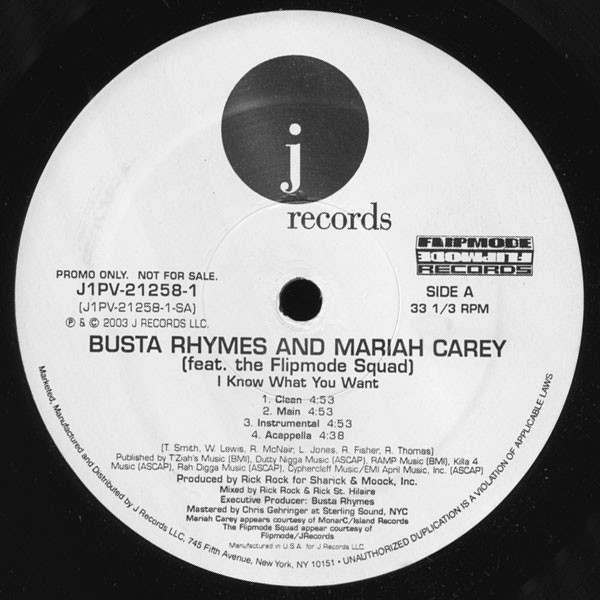 j
records
FLIPMODE
FLIPMODE
RECORDS
PROMO ONLY. NOT FOR SALE.
J1PV-21258-1
(J1PV-21258-1-SA)
℗ & © 2003 J RECORDS LLC.
SIDE A
33 1/3 RPM
BUSTA RHYMES AND MARIAH CAREY
(feat. the Flipmode Squad)
I Know What You Want
1. Clean 4:53
2. Main 4:53
3. Instrumental 4:53
4. Acappella 4:38
(T. Smith, W. Lewis, R. McNair, L. Jones, R. Fisher, R. Thomas)
Published by T'Ziah's Music (BMI), Dutty Nigga Music (ASCAP), RAMP Music (BMI), Killa 4
Music (ASCAP), Rah Digga Music (ASCAP), Cyphercleff Music/EMI April Music, Inc. (ASCAP)
Produced by Rick Rock for Sharick & Moock, Inc.
Mixed by Rick Rock & Rick St. Hilaire
Executive Producer: Busta Rhymes
Mastered by Chris Gehringer at Sterling Sound, NYC
Mariah Carey appears courtesy of MonarC/Island Records
The Flipmode Squad appear courtesy of
Flipmode/JRecords
Manufactured in U.S.A. for J Records LLC.
Marketed, Manufactured and Distributed by J Records LLC, 745 Fifth Avenue, New York, NY 10151 • UNAUTHORIZED DUPLICATION IS A VIOLATION OF APPLICABLE LAWS